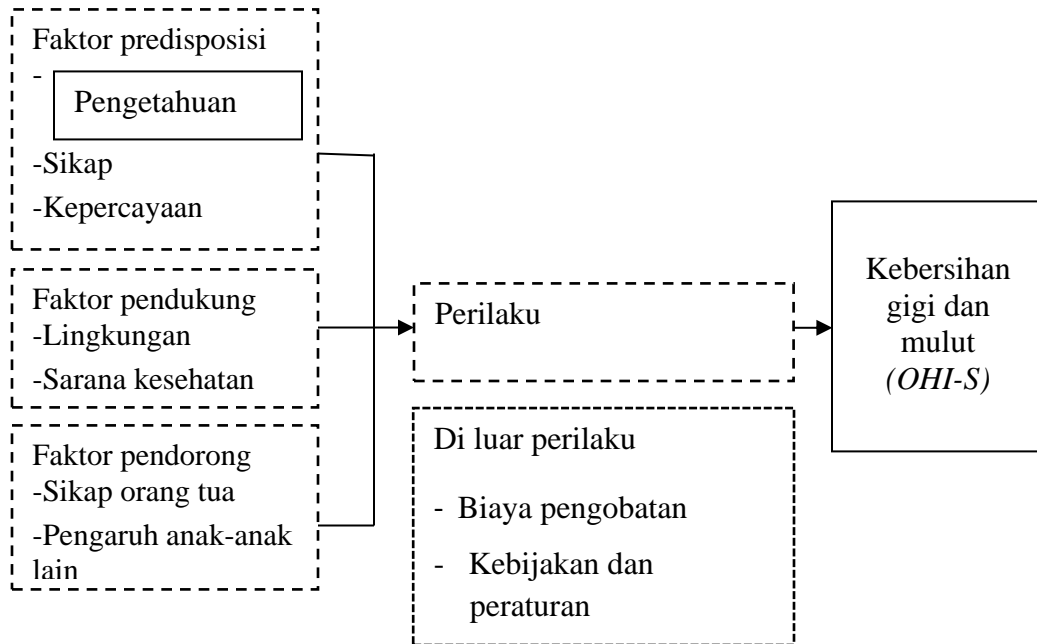 Faktor predisposisi
-
Pengetahuan
-Sikap
-Kepercayaan
Faktor pendukung
-Lingkungan
-Sarana kesehatan
Faktor pendorong
-Sikap orang tua
-Pengaruh anak-anak
lain
Perilaku
Di luar perilaku
- Biaya pengobatan
- Kebijakan dan
peraturan
Kebersihan
gigi dan
mulut
(OHI-S)